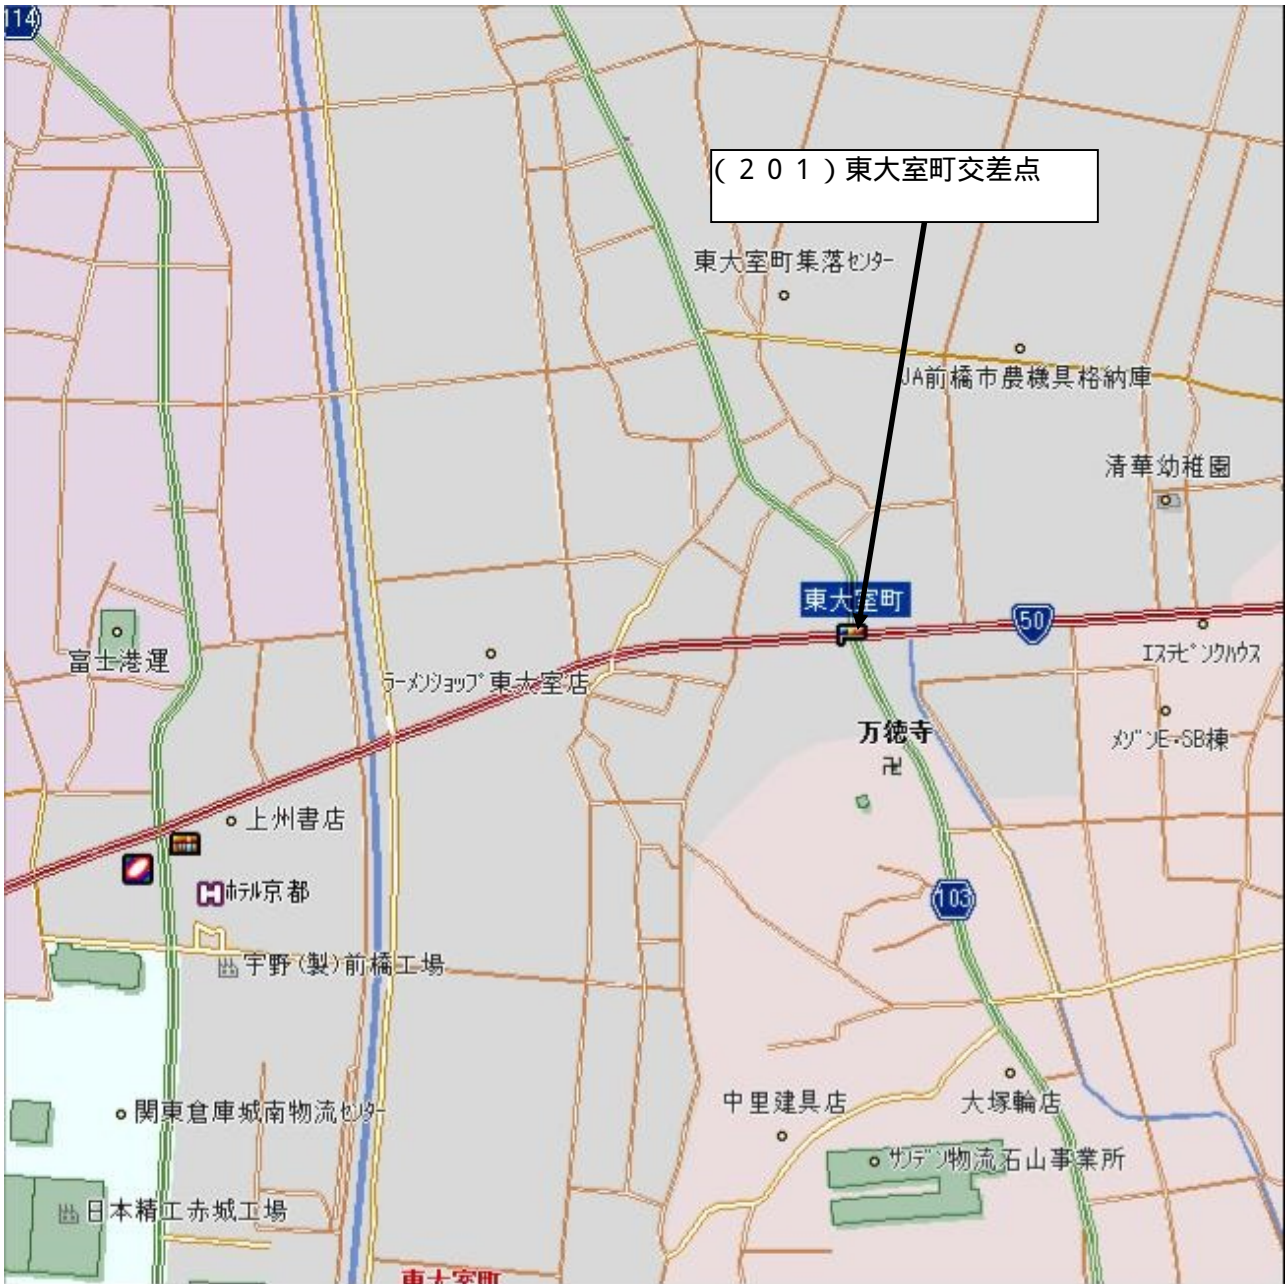 114
(201)東大室町交差点
東大室町集落センター
JA前橋市農機具格納庫
清華幼稚園
東大室町
50
富士港運
ラーメンショップ東大室店
エステピングハウス
万徳寺
メゾンE・SB棟
上州書店
ホテル京都
103
宇野(製)前橋工場
関東倉庫城南物流センター
中里建具店
大塚輪店
サンデン物流石山事業所
日本精工赤城工場
東大室町